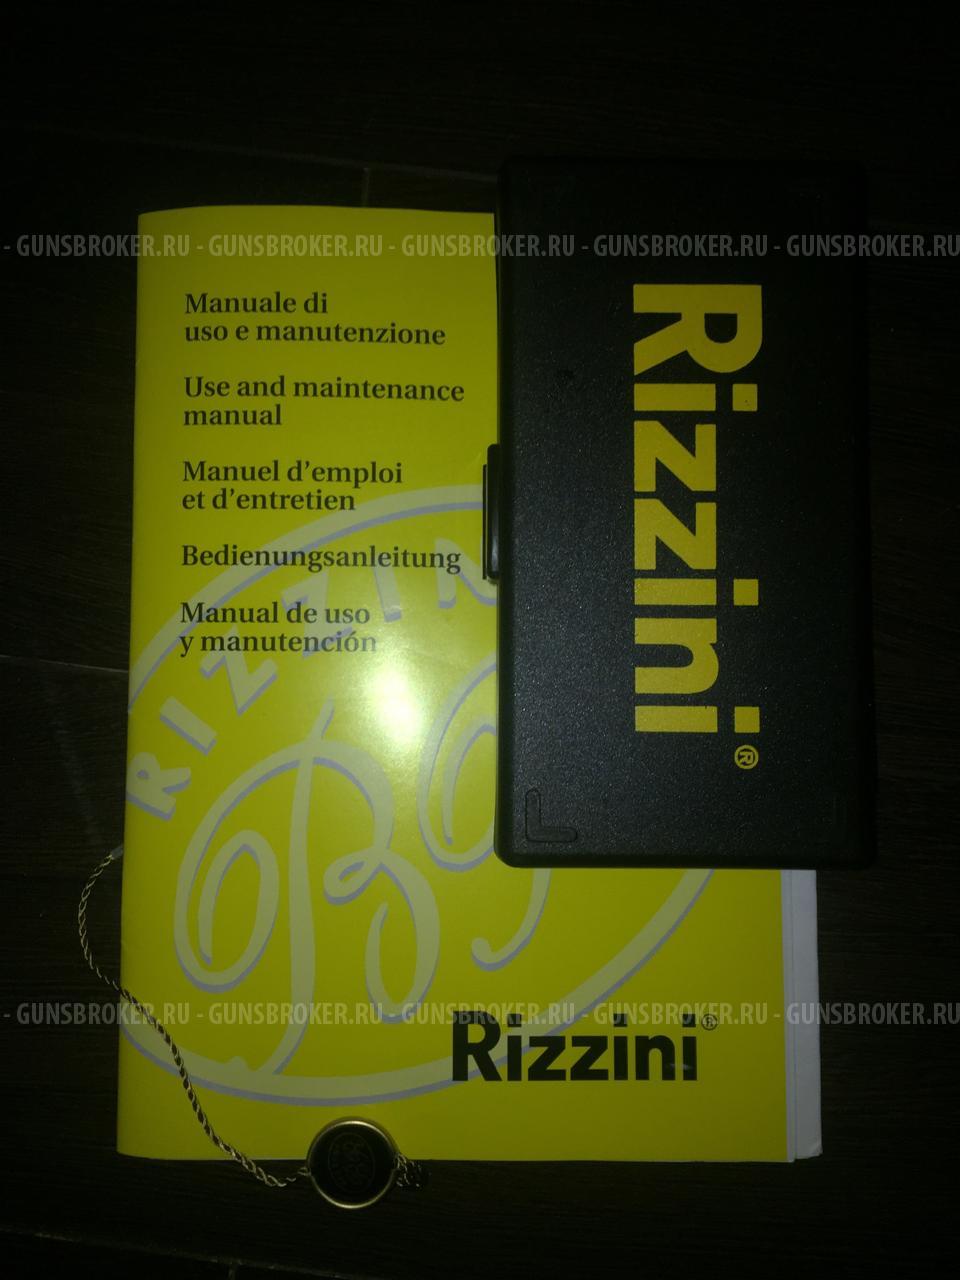 - GUNSBROKER.RU - GUNSBROKER.RU - GUNSBROKER.RU - GUNSBROKER.RU - GUNSBROKER.RU
Manuale di
uso e manutenzione
Use and maintenance
manual
Manuel d'emploi
et d'entretien
Bedienungsanleitung
Manual de uso
y manutención
RIZZINI
B
Rizzini®
Rizzini®
- GUNSBROKER.RU - GUNSBROKER.RU - GUNSBROKER.RU - GUNSBROKER.RU - GUNSBROKER.RU